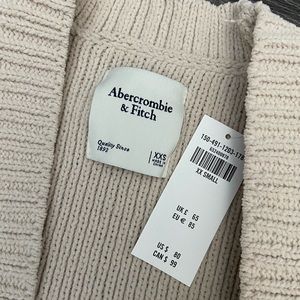 Abercrombie
& Fitch
Quality Since
1892
XXS
XX SMALL
UK £ 65
EU € 85
US $ 80
CAN $ 99